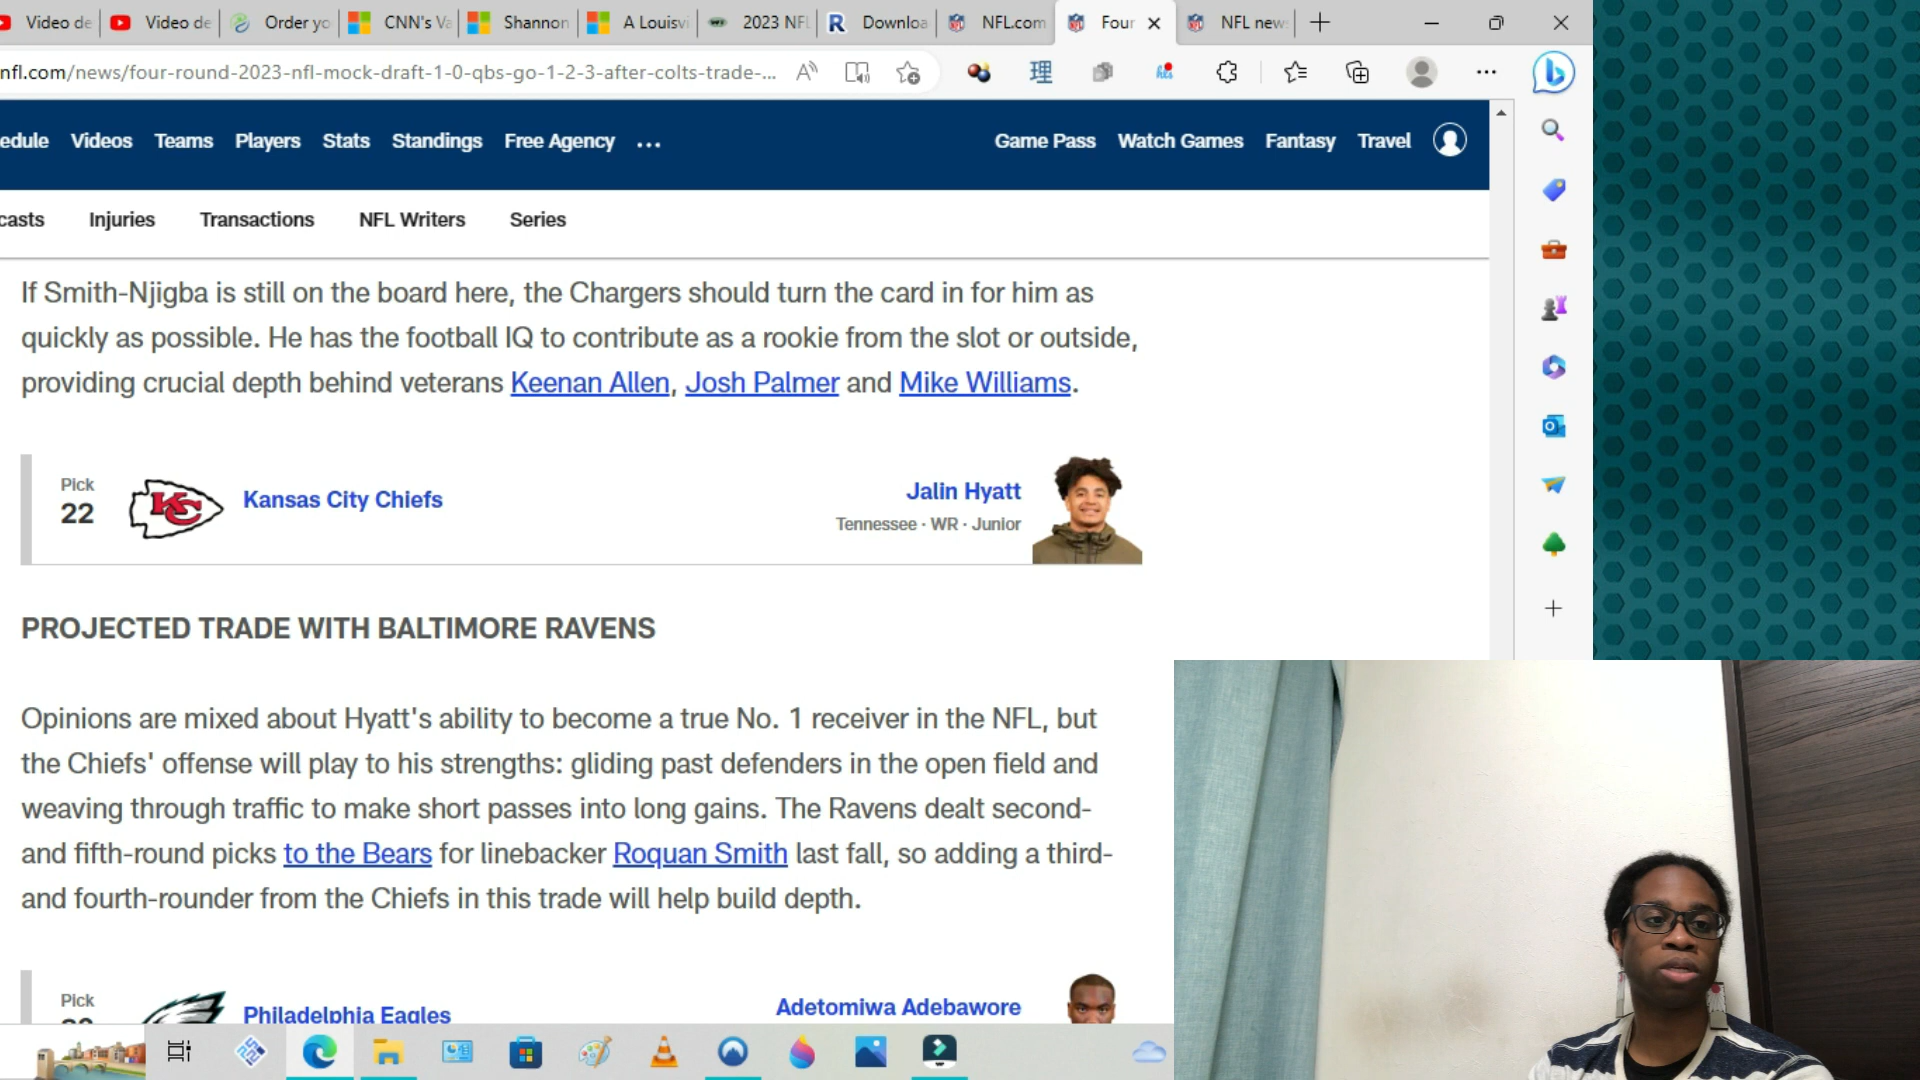 Video de
Video de
Order yo
CNN's Va
Shannon
A Louisvi
2023 NFL
Downloa
NFL.com
Four
NFL new
nfl.com/news/four-round-2023-nfl-mock-draft-1-0-qbs-go-1-2-3-after-colts-trade-...
edule Videos Teams Players Stats Standings Free Agency ...
Game Pass Watch Games Fantasy Travel
casts Injuries Transactions NFL Writers Series
If Smith-Njigba is still on the board here, the Chargers should turn the card in for him as
quickly as possible. He has the football IQ to contribute as a rookie from the slot or outside,
providing crucial depth behind veterans Keenan Allen, Josh Palmer and Mike Williams.
Pick
22
KC
Kansas City Chiefs
Jalin Hyatt
Tennessee · WR · Junior
PROJECTED TRADE WITH BALTIMORE RAVENS
Opinions are mixed about Hyatt's ability to become a true No. 1 receiver in the NFL, but
the Chiefs' offense will play to his strengths: gliding past defenders in the open field and
weaving through traffic to make short passes into long gains. The Ravens dealt second-
and fifth-round picks to the Bears for linebacker Roquan Smith last fall, so adding a third-
and fourth-rounder from the Chiefs in this trade will help build depth.
Pick
Philadelphia Eagles
Adetomiwa Adebawore